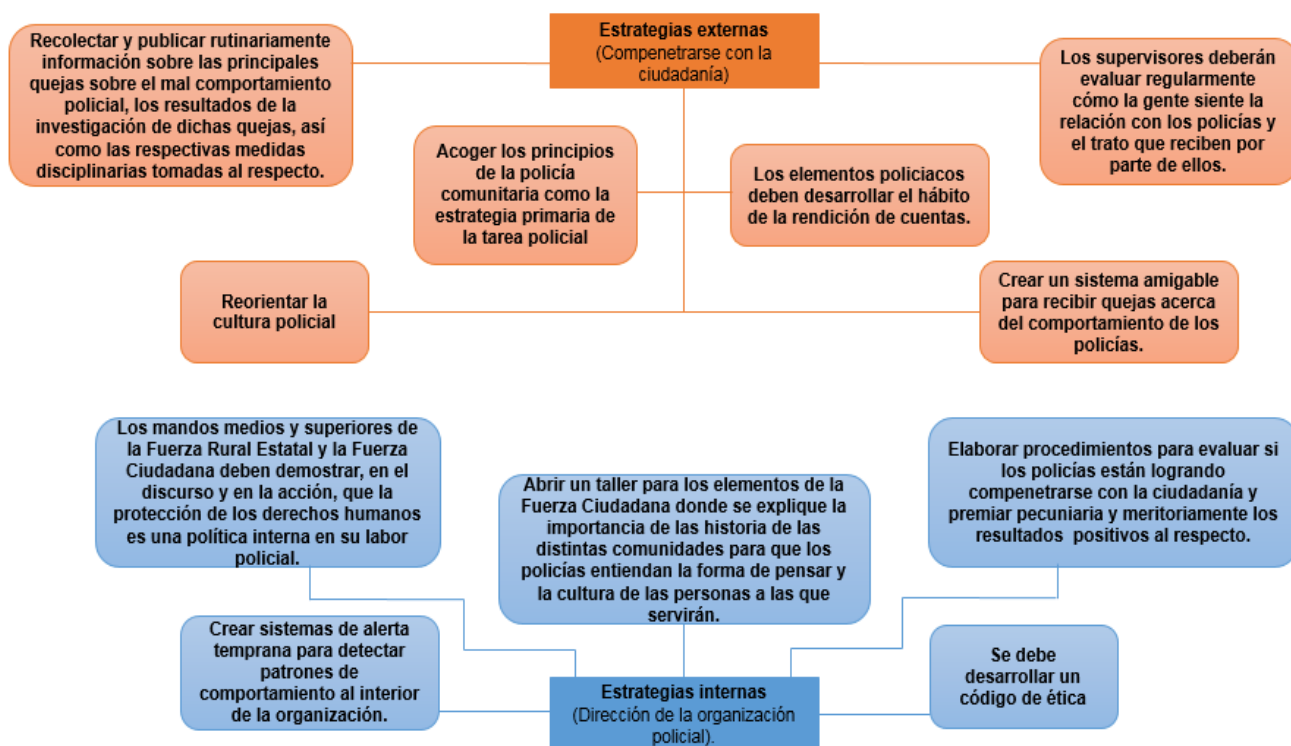 Estrategias externas
(Compenetrarse con la
ciudadanía)
Recolectar y publicar rutinariamente
información sobre las principales
quejas sobre el mal comportamiento
policial, los resultados de la
investigación de dichas quejas, así
como las respectivas medidas
disciplinarias tomadas al respecto.
Los supervisores deberán
evaluar regularmente
cómo la gente siente la
relación con los policías y
el trato que reciben por
parte de ellos.
Acoger los principios
de la policía
comunitaria como la
estrategia primaria de
la tarea policial
Los elementos policiacos
deben desarrollar el hábito
de la rendición de cuentas.
Reorientar la
cultura policial
Crear un sistema amigable
para recibir quejas acerca
del comportamiento de los
policías.
Los mandos medios y superiores de
la Fuerza Rural Estatal y la Fuerza
Ciudadana deben demostrar, en el
discurso y en la acción, que la
protección de los derechos humanos
es una política interna en su labor
policial.
Abrir un taller para los elementos de la
Fuerza Ciudadana donde se explique la
importancia de las historia de las
distintas comunidades para que los
policías entiendan la forma de pensar y
la cultura de las personas a las que
servirán.
Elaborar procedimientos para evaluar si
los policías están logrando
compenetrarse con la ciudadanía y
premiar pecuniaria y meritoriamente los
resultados positivos al respecto.
Crear sistemas de alerta
temprana para detectar
patrones de
comportamiento al interior
de la organización.
Se debe
desarrollar un
código de ética
Estrategias internas
(Dirección de la organización
policial).